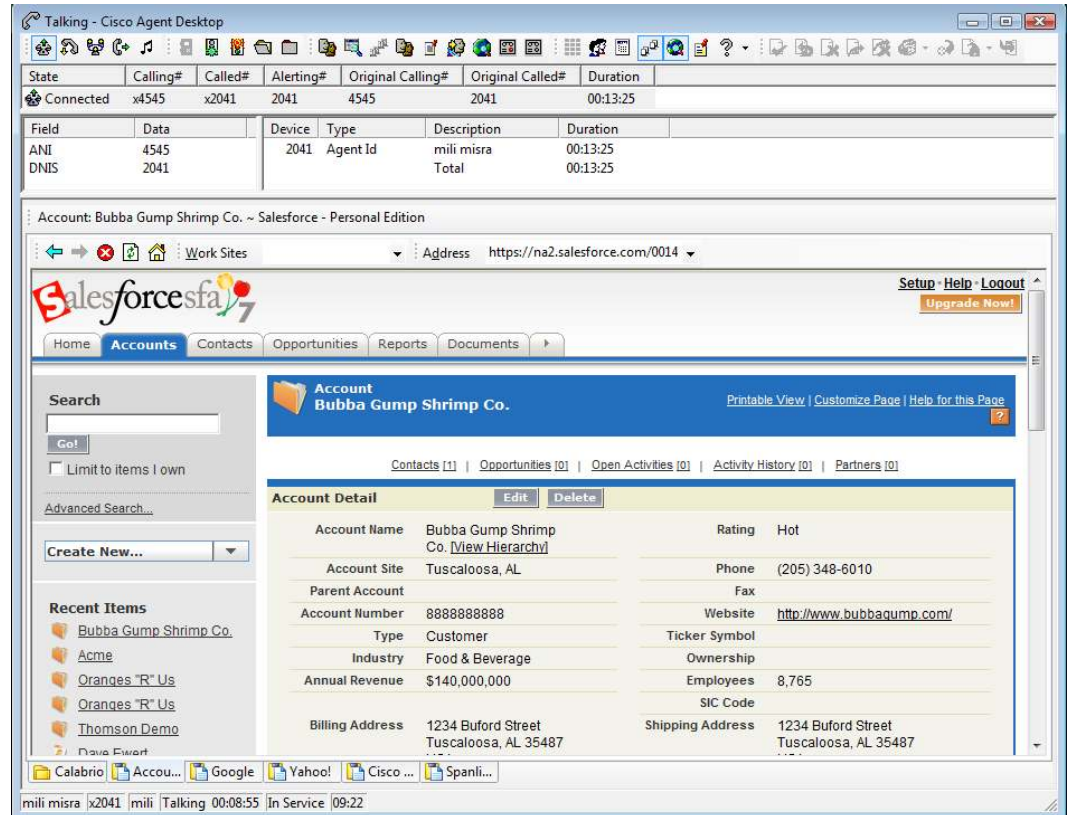 Talking - Cisco Agent Desktop
State Calling# Called# Alerting# Original Calling# Original Called# Duration
Connected x4545 x2041 2041 4545 2041 00:13:25
Field Data Device Type Description Duration
ANI 4545 2041 Agent Id mili misra 00:13:25
DNIS 2041 Total 00:13:25
Account: Bubba Gump Shrimp Co. ~ Salesforce - Personal Edition
Work Sites Address https://na2.salesforce.com/0014
Salesforcesfa 7
Setup · Help · Logout
Upgrade Now!
Home Accounts Contacts Opportunities Reports Documents
Search
Go!
Limit to items I own
Advanced Search...
Create New...
Recent Items
Bubba Gump Shrimp Co.
Acme
Oranges "R" Us
Oranges "R" Us
Thomson Demo
Dave Ewert
Account
Bubba Gump Shrimp Co.
Printable View | Customize Page | Help for this Page
?
Contacts [1] | Opportunities [0] | Open Activities [0] | Activity History [0] | Partners [0]
Account Detail Edit Delete
Account Name Bubba Gump Shrimp Rating Hot
Co. [View Hierarchy]
Account Site Tuscaloosa, AL Phone (205) 348-6010
Parent Account Fax
Account Number 8888888888 Website http://www.bubbagump.com/
Type Customer Ticker Symbol
Industry Food & Beverage Ownership
Annual Revenue $140,000,000 Employees 8,765
SIC Code
Billing Address 1234 Buford Street Shipping Address 1234 Buford Street
Tuscaloosa, AL 35487 Tuscaloosa, AL 35487
Calabrio Accou... Google Yahoo! Cisco ... Spanli...
mili misra x2041 mili Talking 00:08:55 In Service 09:22